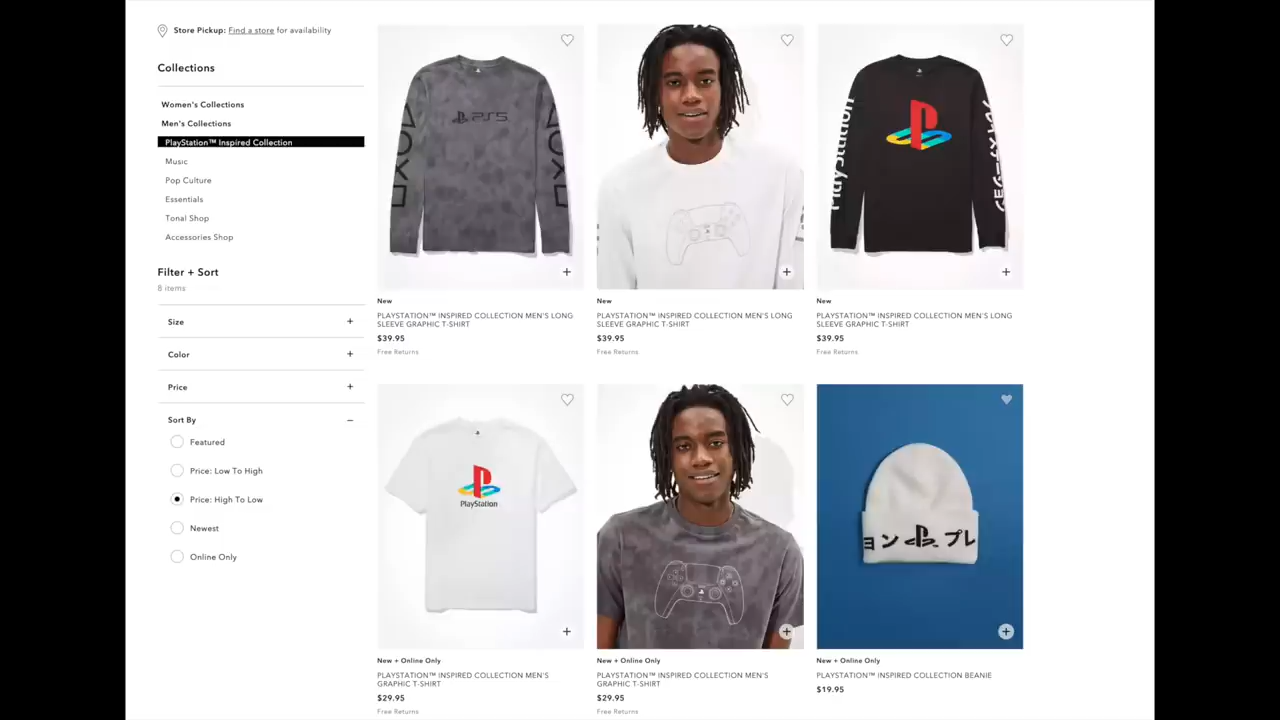 Store Pickup: Find a store for availability
Collections
Women's Collections
Men's Collections
PlayStation™ Inspired Collection
Music
Pop Culture
Essentials
Tonal Shop
Accessories Shop
Filter + Sort
8 items
Size
Color
Price
Sort By
Featured
Price: Low To High
Price: High To Low
Newest
Online Only
PS5
New
PLAYSTATION™ INSPIRED COLLECTION MEN'S LONG
SLEEVE GRAPHIC T-SHIRT
$39.95
Free Returns
New
PLAYSTATION™ INSPIRED COLLECTION MEN'S LONG
SLEEVE GRAPHIC T-SHIRT
$39.95
Free Returns
PlayStation
New
PLAYSTATION™ INSPIRED COLLECTION MEN'S LONG
SLEEVE GRAPHIC T-SHIRT
$39.95
Free Returns
PlayStation
New + Online Only
PLAYSTATION™ INSPIRED COLLECTION MEN'S
GRAPHIC T-SHIRT
$29.95
Free Returns
New + Online Only
PLAYSTATION™ INSPIRED COLLECTION MEN'S
GRAPHIC T-SHIRT
$29.95
Free Returns
ヨン プレ
New + Online Only
PLAYSTATION™ INSPIRED COLLECTION BEANIE
$19.95